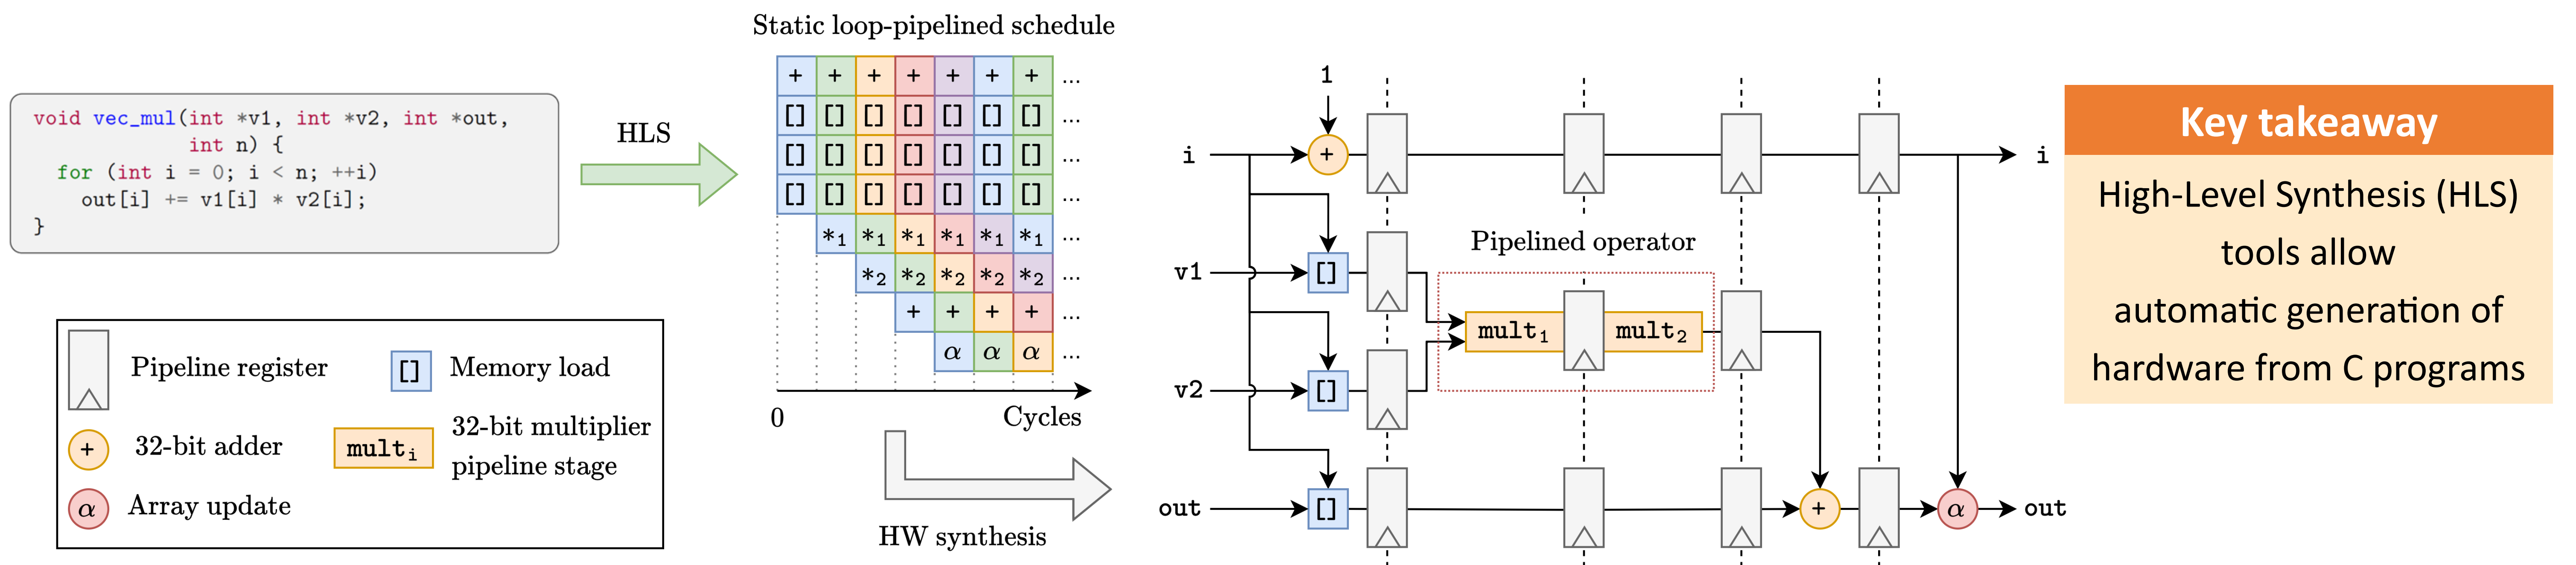 void vec_mul(int *v1, int *v2, int *out,
int n) {
for (int i = 0; i < n; ++i)
out[i] += v1[i] * v2[i];
}
HLS
Pipeline register
[] Memory load
+ 32-bit adder
mult₁ᵢ 32-bit multiplier
pipeline stage
α Array update
Static loop-pipelined schedule
+ + + + + + + ...
[] [] [] [] [] [] [] ...
[] [] [] [] [] [] [] ...
[] [] [] [] [] [] [] ...
*₁ *₁ *₁ *₁ *₁ *₁ ...
*₂ *₂ *₂ *₂ *₂ ...
+ + + + ...
α α α ...
0 Cycles
HW synthesis
1
i + i
v1 []
Pipelined operator
mult₁ mult₂
v2 []
out [] + α out
Key takeaway
High-Level Synthesis (HLS)
tools allow
automatic generation of
hardware from C programs